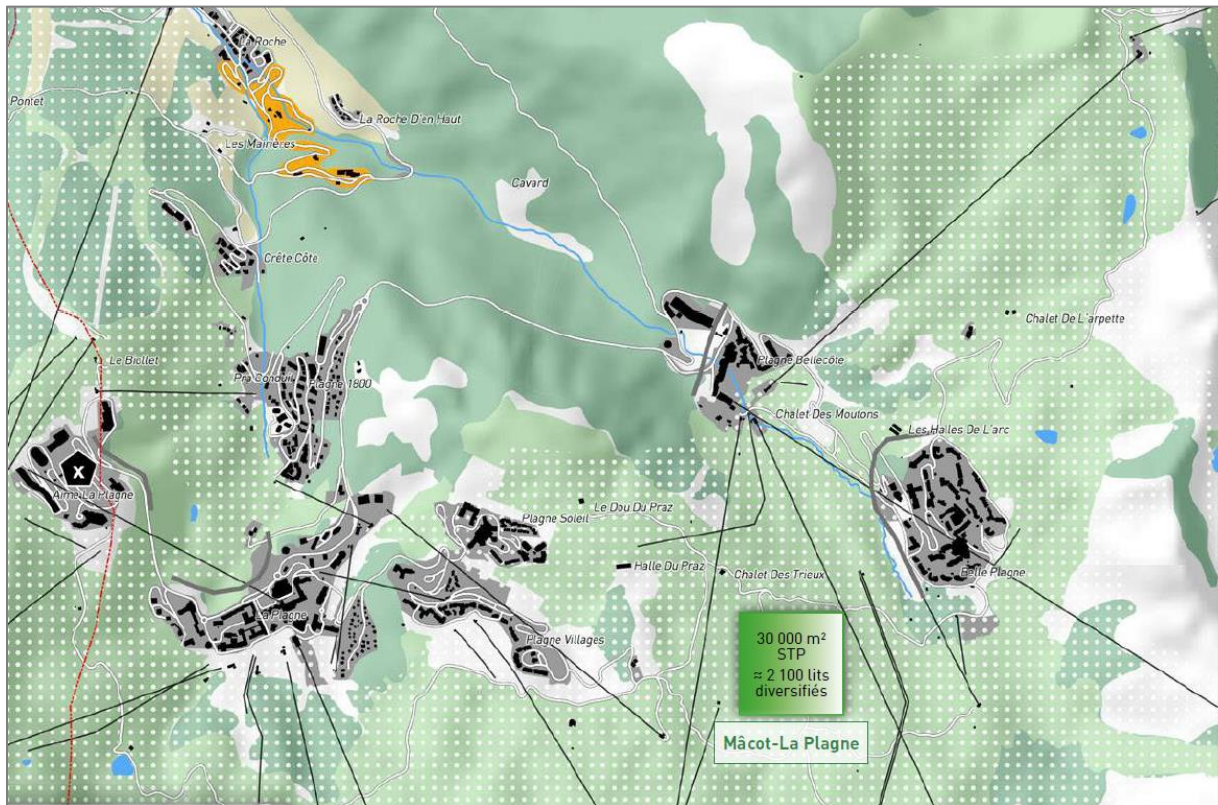 La Roche
Pontet
La Roche D'en Haut
Les Mainères
Cavard
Crête Côte
Chalet De L'arpette
Le Biollet
Pra Conduit
Plagne 1800
Plagne Bellecôte
Chalet Des Moulons
Les Halles De L'arc
X
Aime La Plagne
Plagne Soleil
Le Dou Du Praz
Halle Du Praz
Chalet Des Trieux
Belle Plagne
La Plagne
Plagne Villages
30 000 m²
STP
≈ 2 100 lits
diversifiés
Mâcot-La Plagne